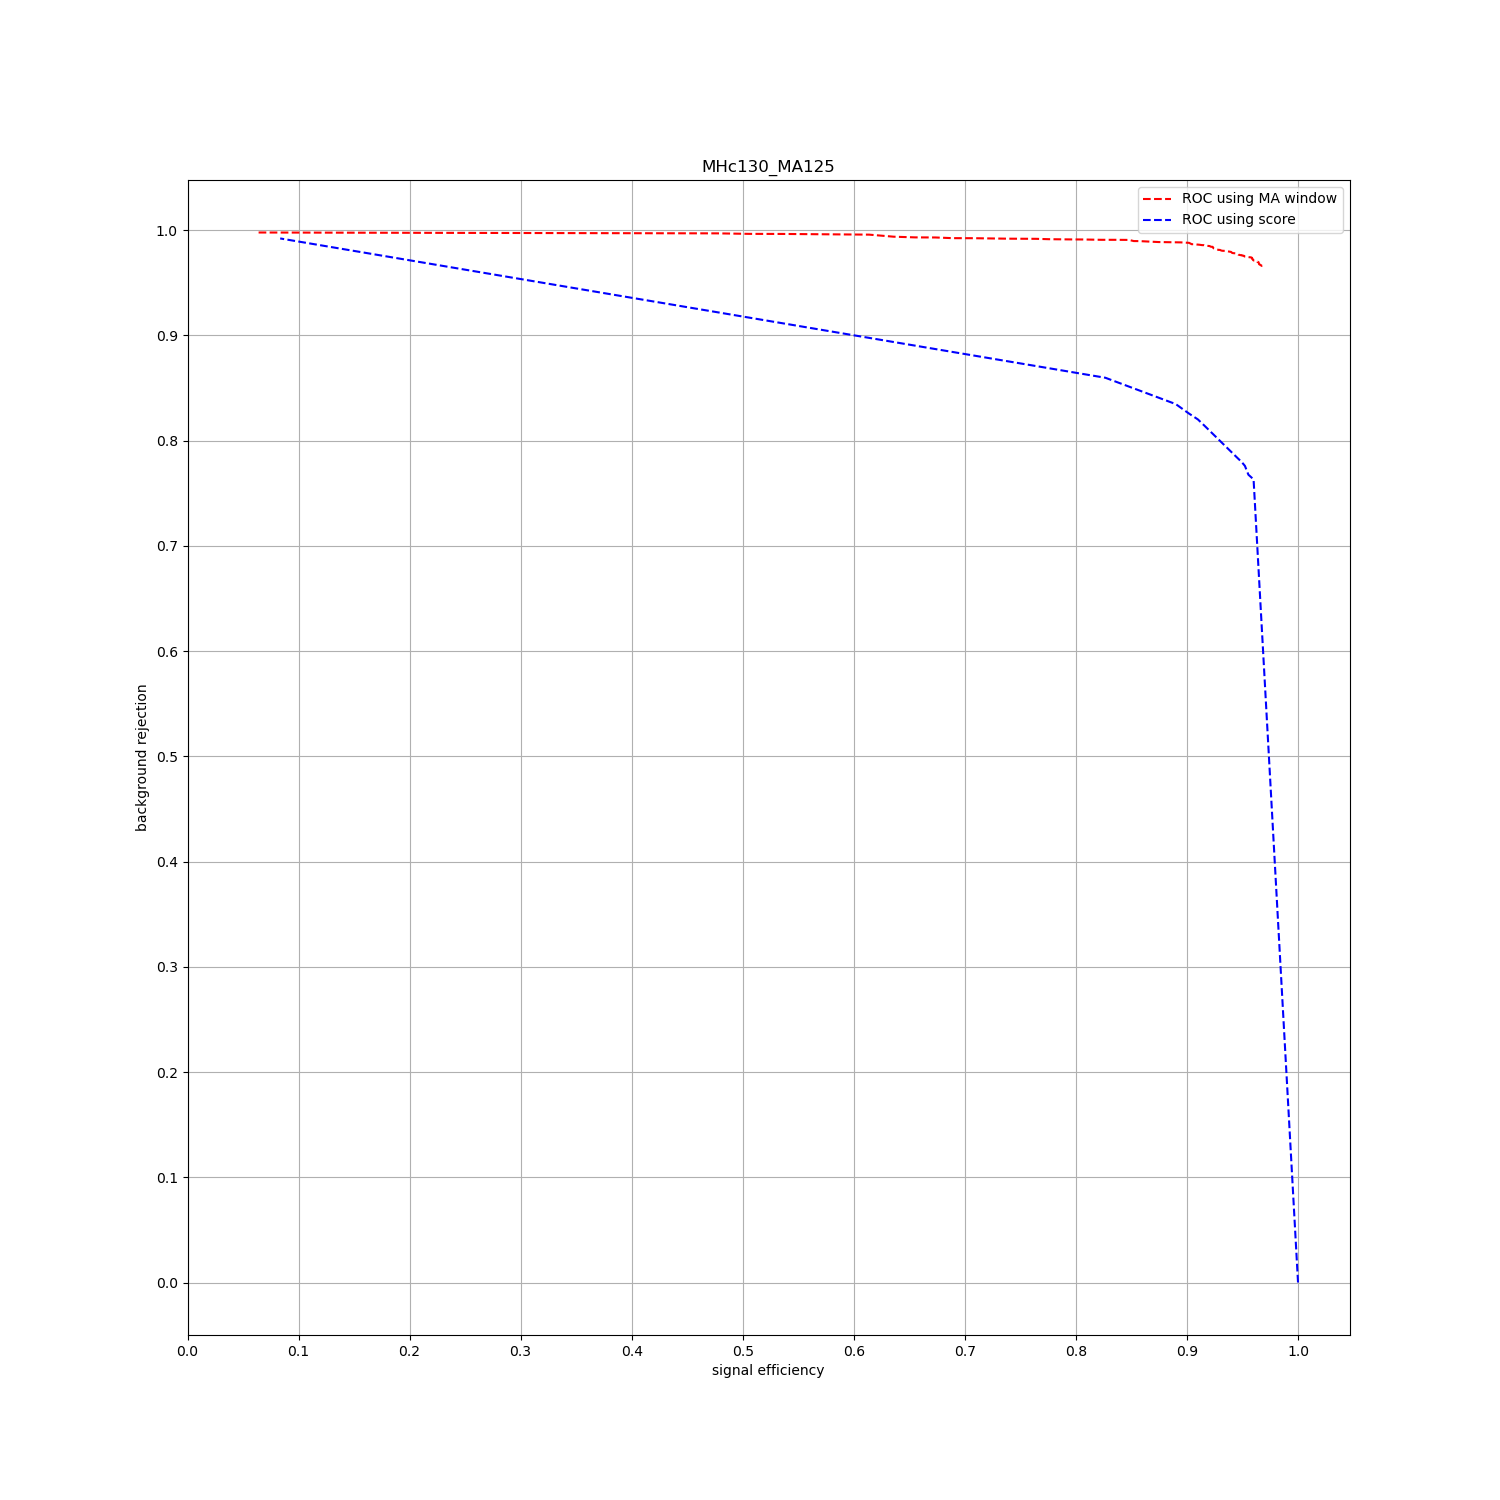 MHc130_MA125
ROC using MA window
ROC using score
1.0
0.9
0.8
0.7
0.6
0.5
0.4
0.3
0.2
0.1
0.0
background rejection
0.0 0.1 0.2 0.3 0.4 0.5 0.6 0.7 0.8 0.9 1.0
signal efficiency